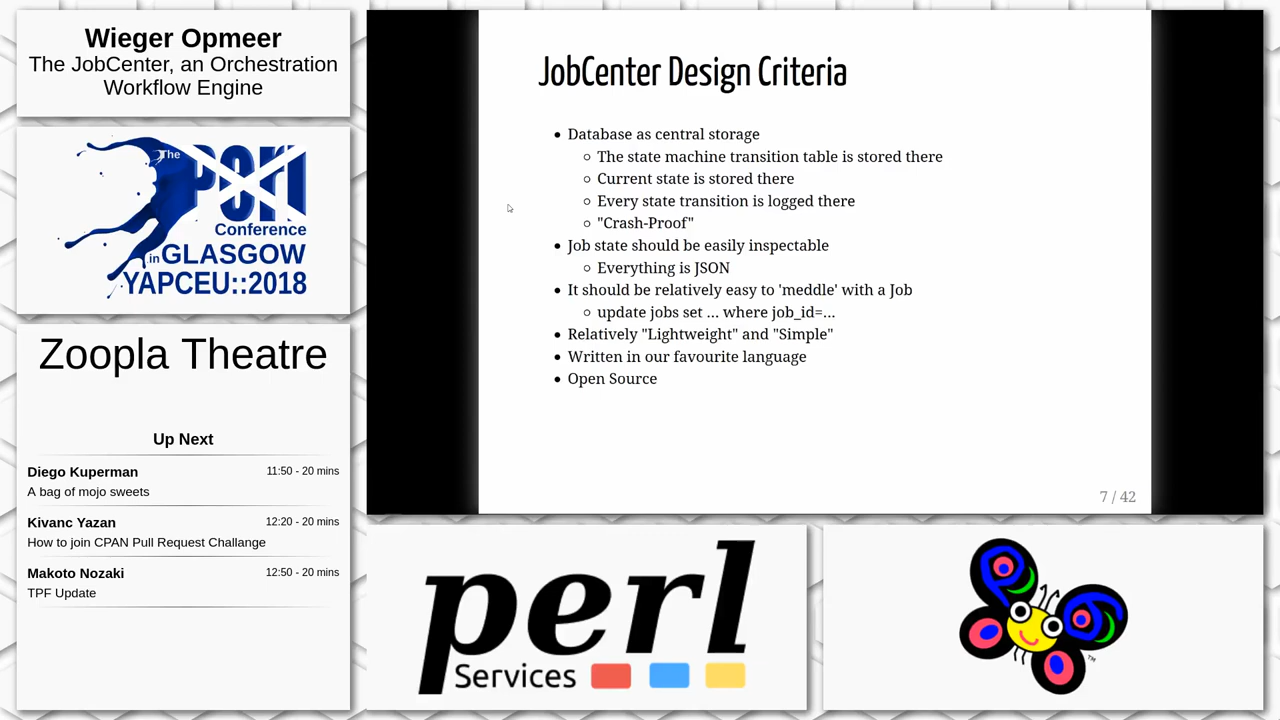 Wieger Opmeer
The JobCenter, an Orchestration
Workflow Engine
The
Perl
Conference
in GLASGOW
YAPCEU::2018
Zoopla Theatre
Up Next
Diego Kuperman 11:50 - 20 mins
A bag of mojo sweets
Kivanc Yazan 12:20 - 20 mins
How to join CPAN Pull Request Challange
Makoto Nozaki 12:50 - 20 mins
TPF Update
JobCenter Design Criteria
• Database as central storage
◦ The state machine transition table is stored there
◦ Current state is stored there
◦ Every state transition is logged there
◦ "Crash-Proof"
• Job state should be easily inspectable
◦ Everything is JSON
• It should be relatively easy to 'meddle' with a Job
◦ update jobs set ... where job_id=...
• Relatively "Lightweight" and "Simple"
• Written in our favourite language
• Open Source
7 / 42
perl
Services
P6
™